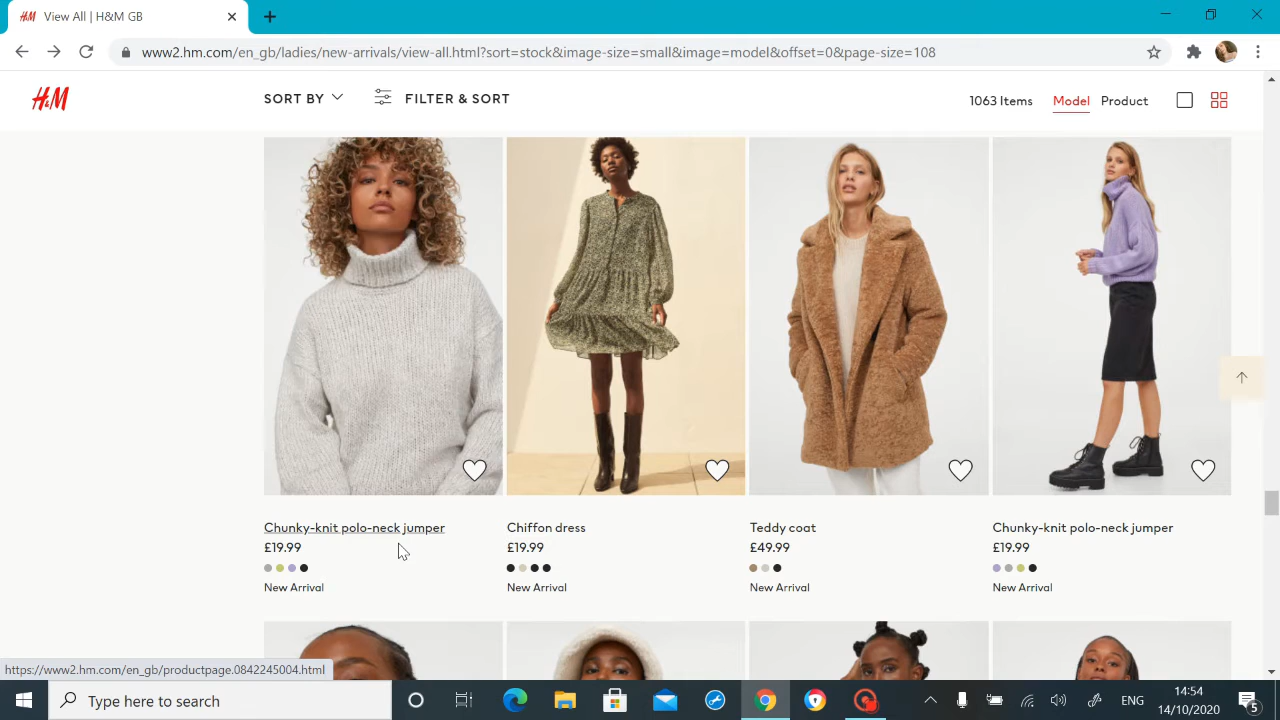 View All | H&M GB
www2.hm.com/en_gb/ladies/new-arrivals/view-all.html?sort=stock&image-size=small&image=model&offset=0&page-size=108
H&M
SORT BY
FILTER & SORT
1063 Items
Model
Product
Chunky-knit polo-neck jumper
£19.99
New Arrival
Chiffon dress
£19.99
New Arrival
Teddy coat
£49.99
New Arrival
Chunky-knit polo-neck jumper
£19.99
New Arrival
https://www2.hm.com/en_gb/productpage.0842245004.html
Type here to search
ENG
14:54
14/10/2020
5